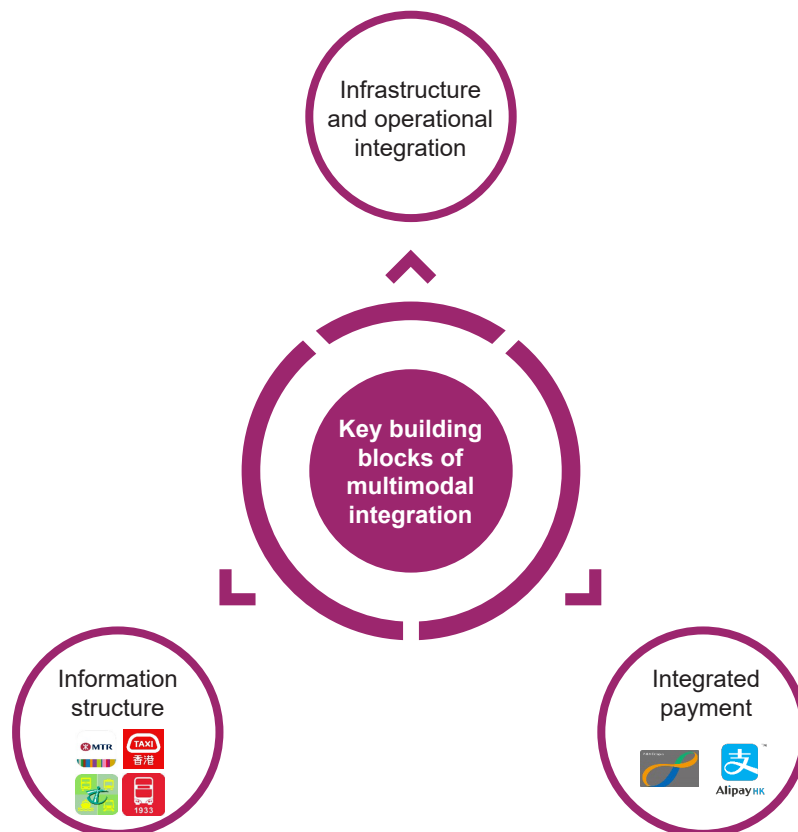 Infrastructure
and operational
integration
Key building
blocks of
multimodal
integration
Information
structure
MTR
TAXI
香港
1933
Integrated
payment
支
Alipay HK